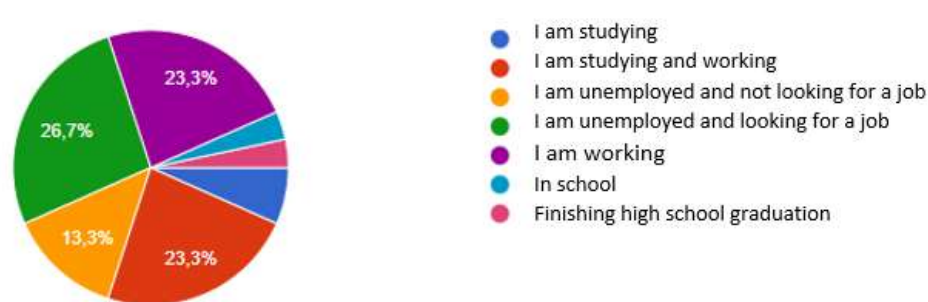 23,3%
26,7%
13,3%
23,3%
I am studying
I am studying and working
I am unemployed and not looking for a job
I am unemployed and looking for a job
I am working
In school
Finishing high school graduation